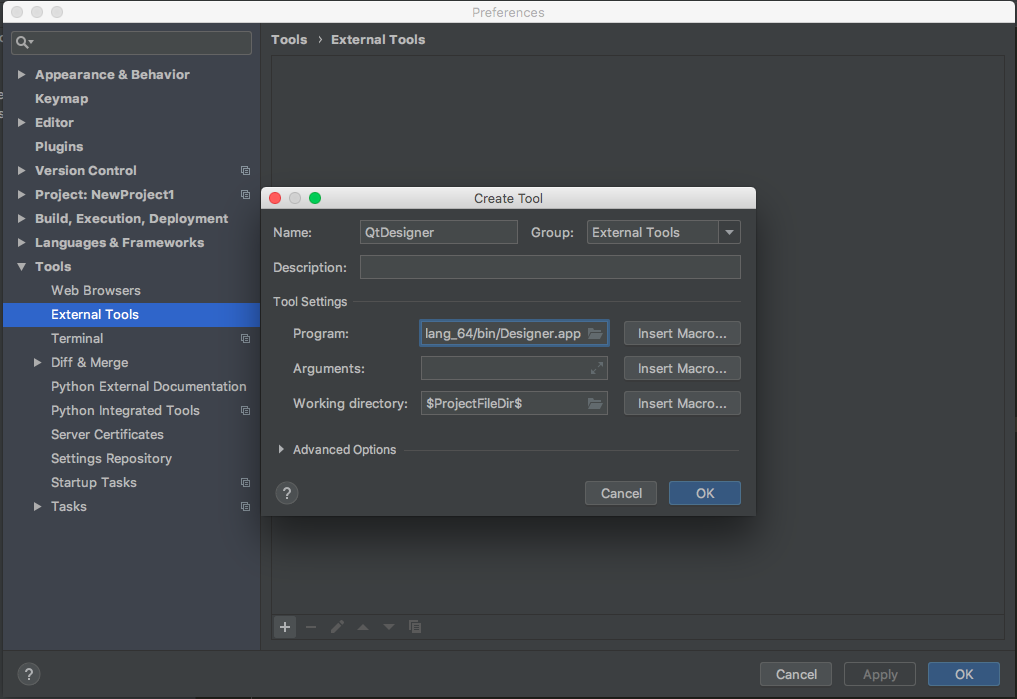 Preferences
Tools › External Tools
Appearance & Behavior
Keymap
Editor
Plugins
Version Control
Project: NewProject1
Build, Execution, Deployment
Languages & Frameworks
Tools
Web Browsers
External Tools
Terminal
Diff & Merge
Python External Documentation
Python Integrated Tools
Server Certificates
Settings Repository
Startup Tasks
Tasks
Create Tool
Name: QtDesigner Group: External Tools
Description:
Tool Settings
Program: lang_64/bin/Designer.app Insert Macro...
Arguments: Insert Macro...
Working directory: $ProjectFileDir$ Insert Macro...
Advanced Options
? Cancel OK
? Cancel Apply OK